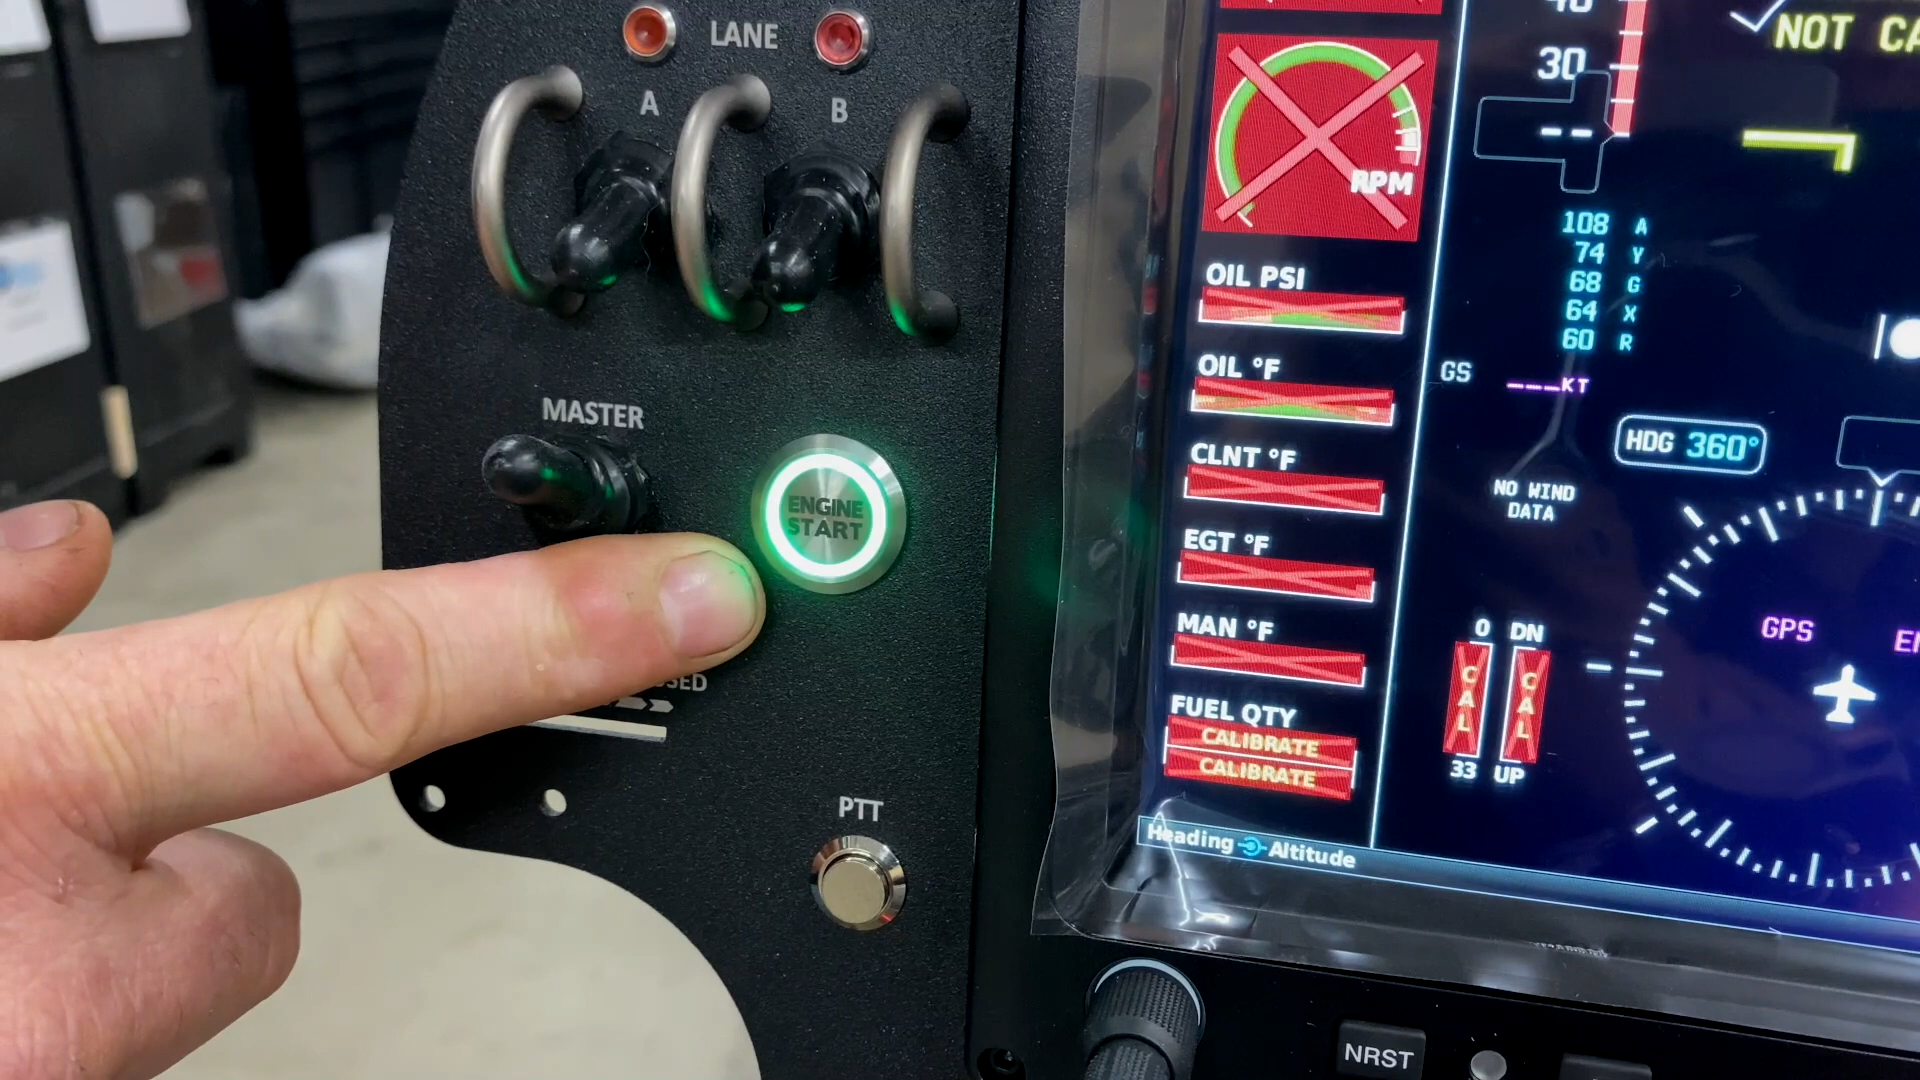 LANE
A
B
MASTER
ENGINE
START
PTT
RPM
OIL PSI
OIL °F
CLNT °F
EGT °F
MAN °F
FUEL QTY
CALIBRATE
CALIBRATE
Heading Altitude
30
--
NOT
108 A
74 Y
68 G
64 X
60 R
GS ---KT
HDG 360°
NO WIND
DATA
0 DN
CAL CAL
33 UP
GPS
NRST